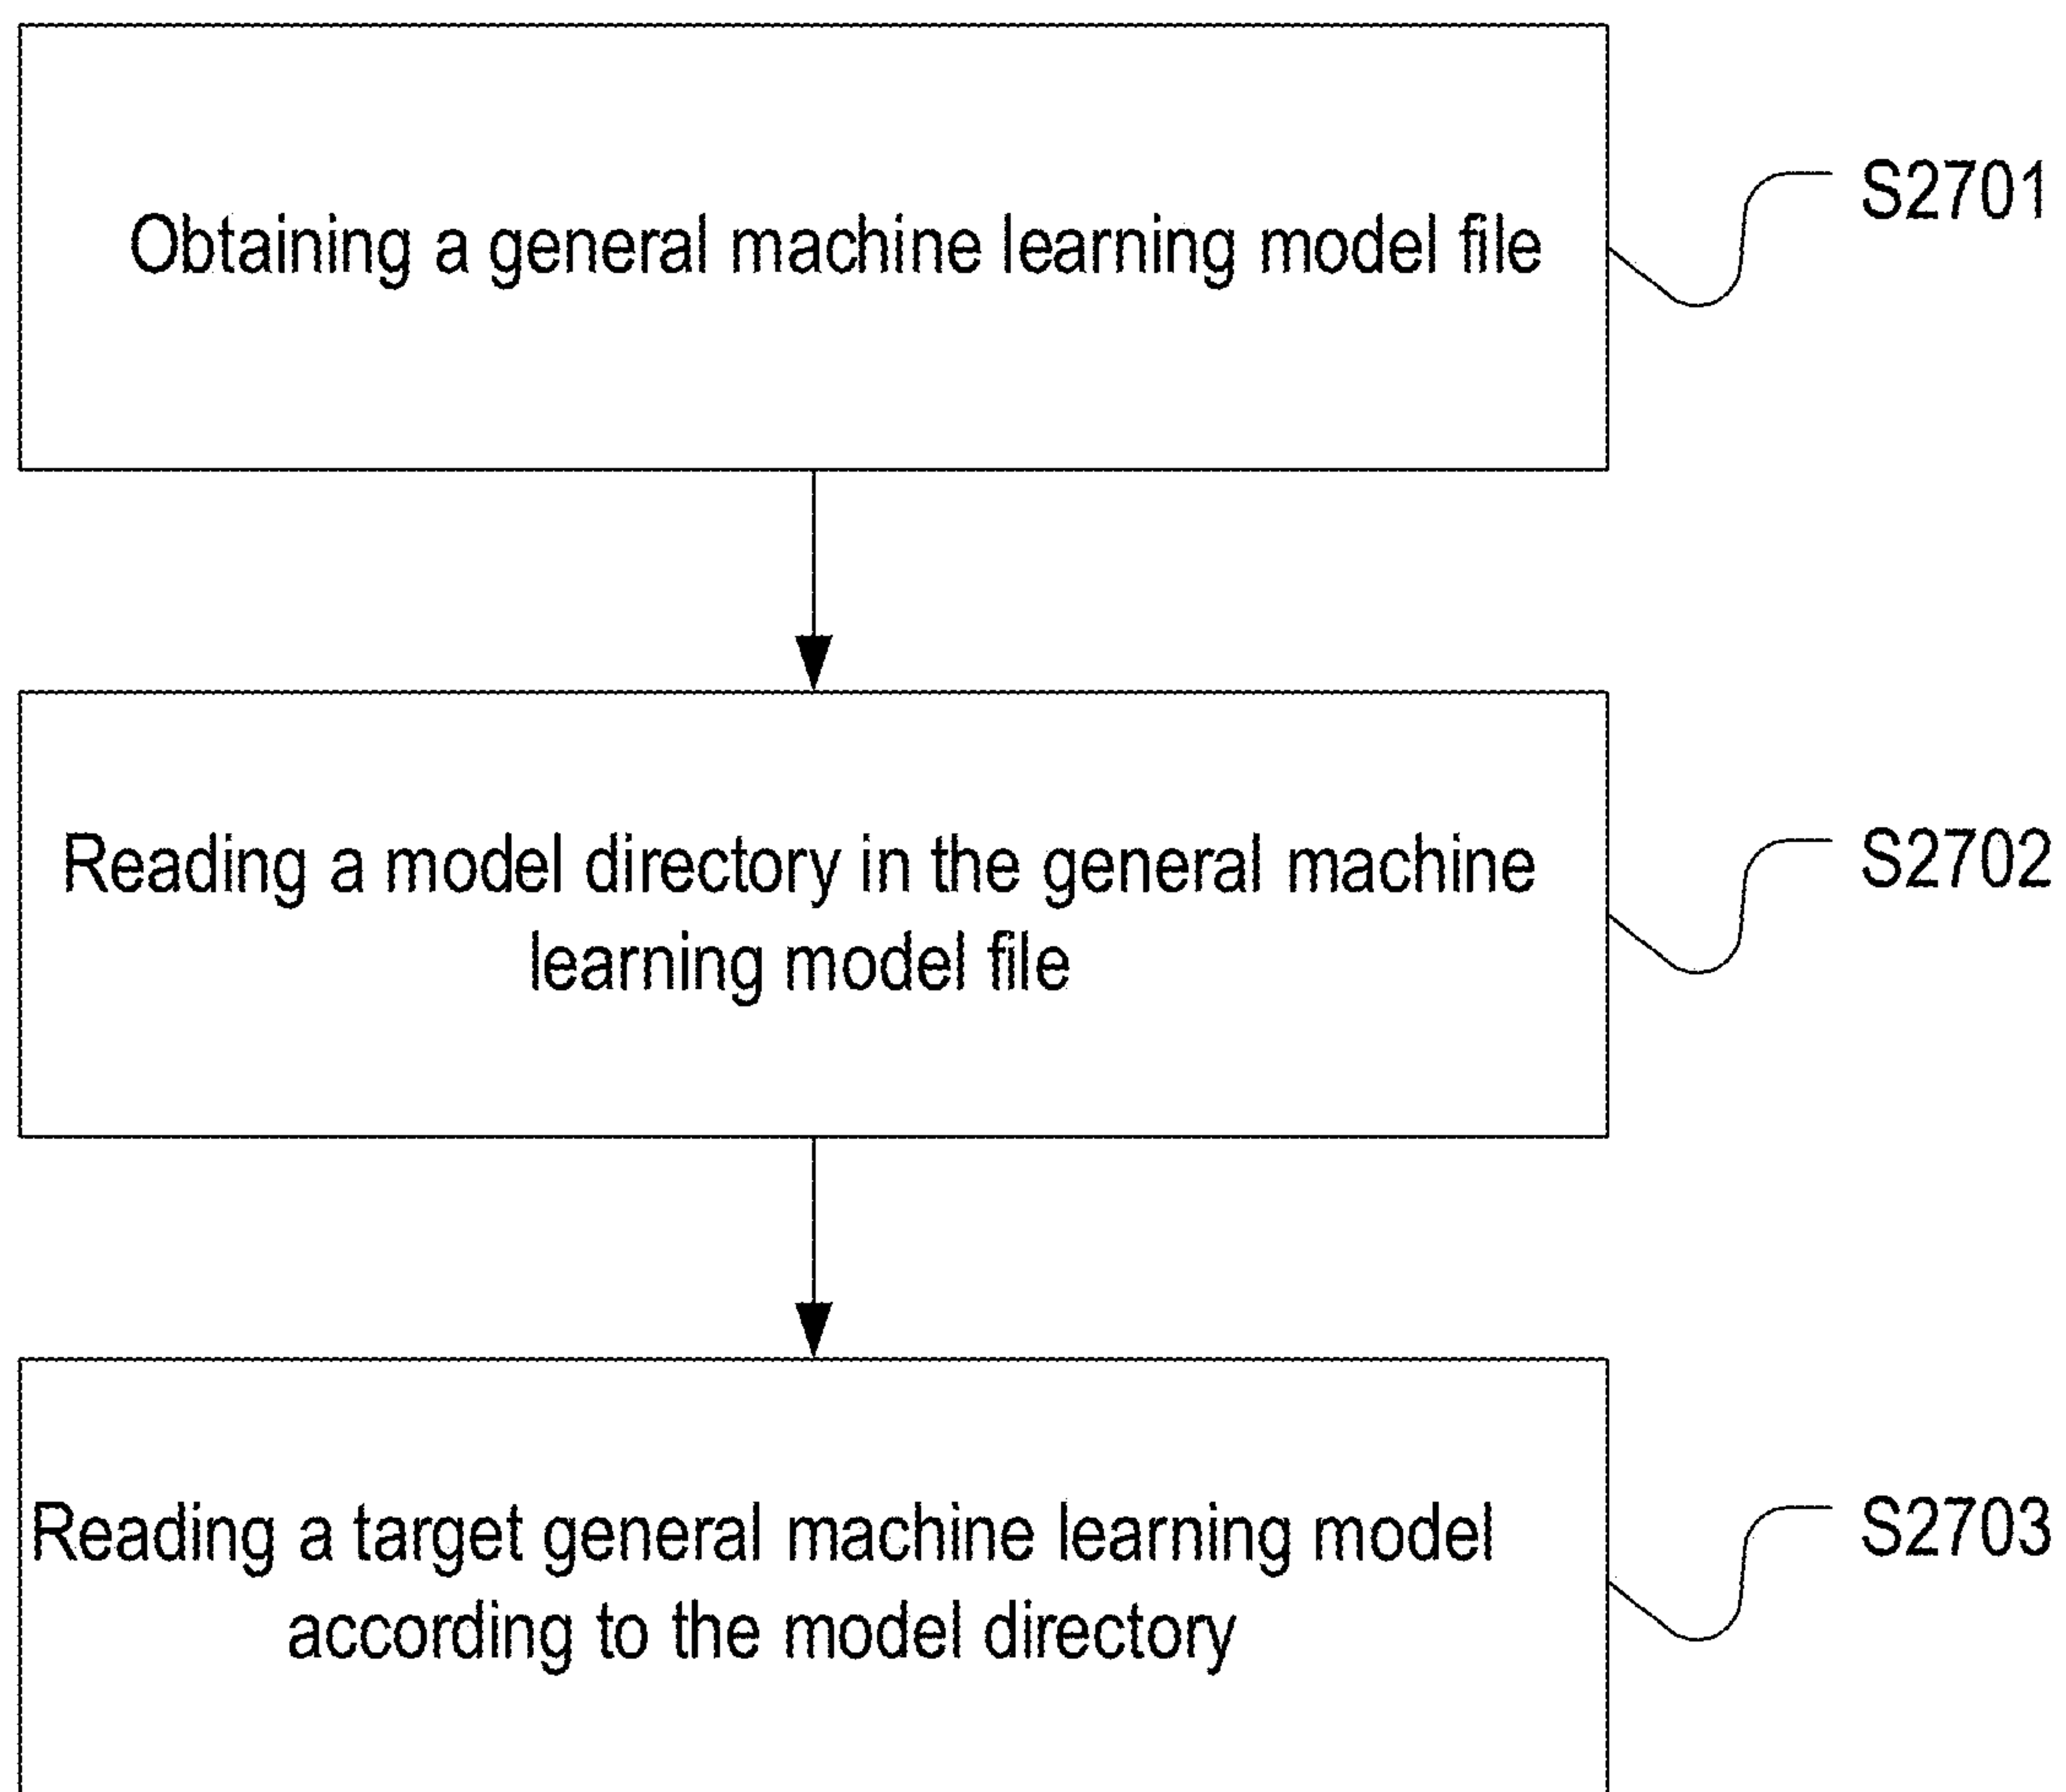 Obtaining a general machine learning model file
S2701
Reading a model directory in the general machine
learning model file
S2702
Reading a target general machine learning model
according to the model directory
S2703